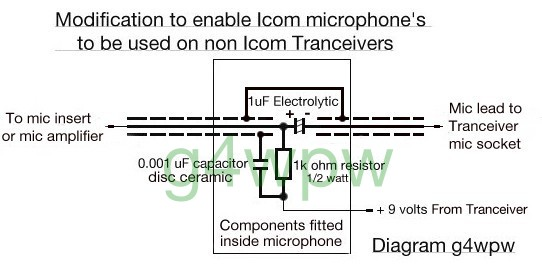 Modification to enable Icom microphone's
to be used on non Icom Tranceivers
1uF Electrolytic
+ -
To mic insert
or mic amplifier
Mic lead to
Tranceiver
mic socket
0.001 uF capacitor
disc ceramic
1k ohm resistor
1/2 watt
g4wpw
+ 9 volts From Tranceiver
Components fitted
inside microphone
Diagram g4wpw